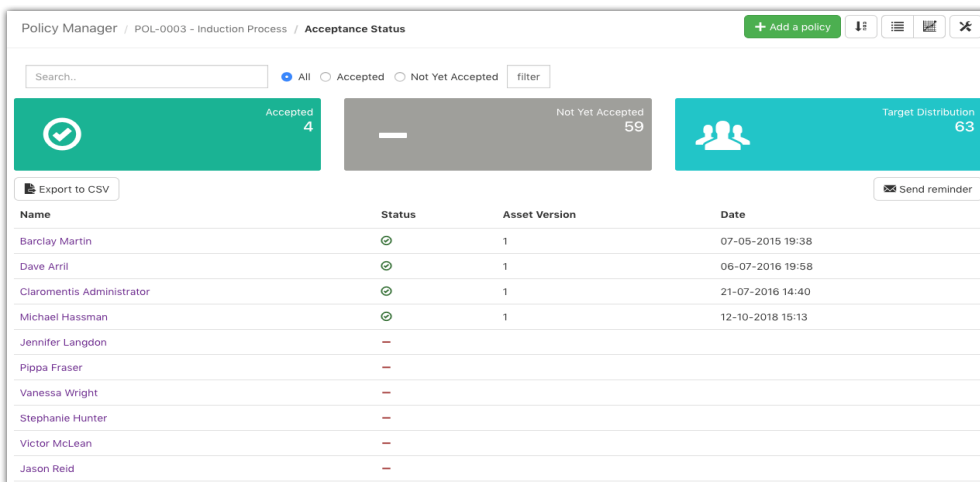 Policy Manager / POL-0003 - Induction Process / Acceptance Status
+ Add a policy
Search..
All Accepted Not Yet Accepted filter
Accepted
4
Not Yet Accepted
59
Target Distribution
63
Export to CSV
Send reminder
Name Status Asset Version Date
Barclay Martin 1 07-05-2015 19:38
Dave Arril 1 06-07-2016 19:58
Claromentis Administrator 1 21-07-2016 14:40
Michael Hassman 1 12-10-2018 15:13
Jennifer Langdon
Pippa Fraser
Vanessa Wright
Stephanie Hunter
Victor McLean
Jason Reid